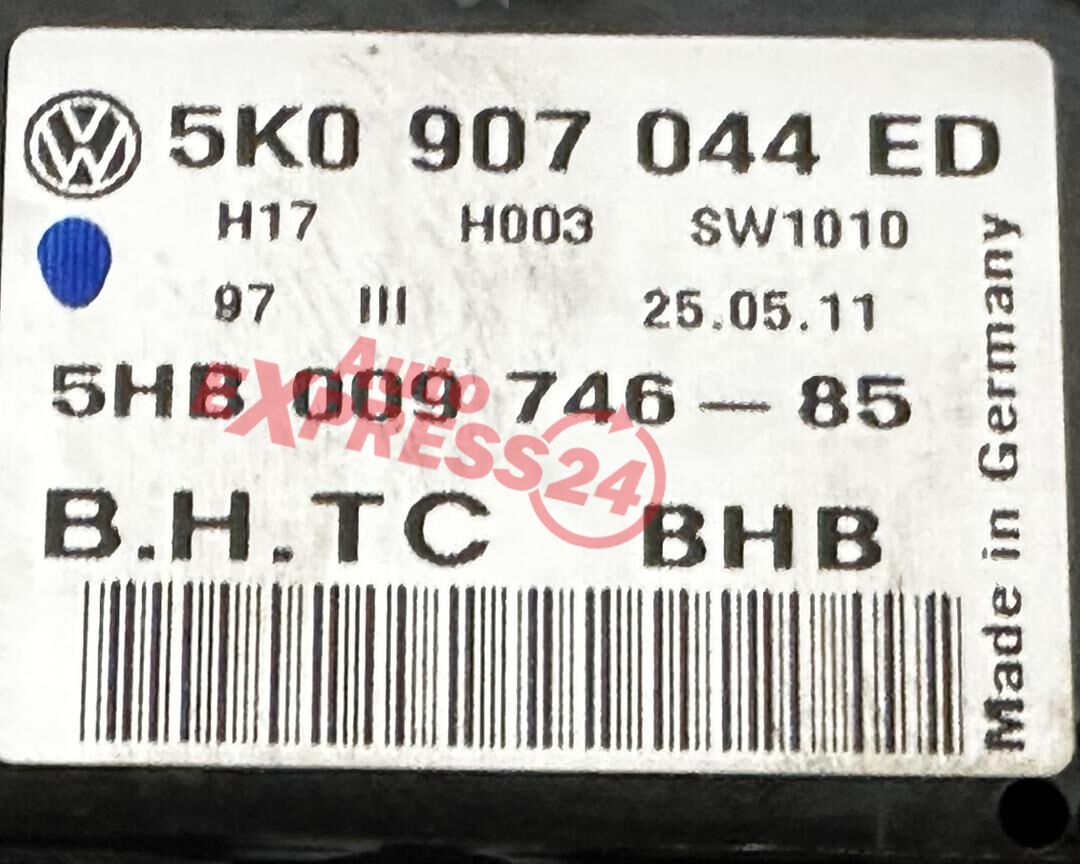 5K0 907 044 ED
H17 H003 SW1010
97 III 25.05.11
5HB 009 746-85
B.H.TC BHB
Made in Germany
Auto
EXPRESS24